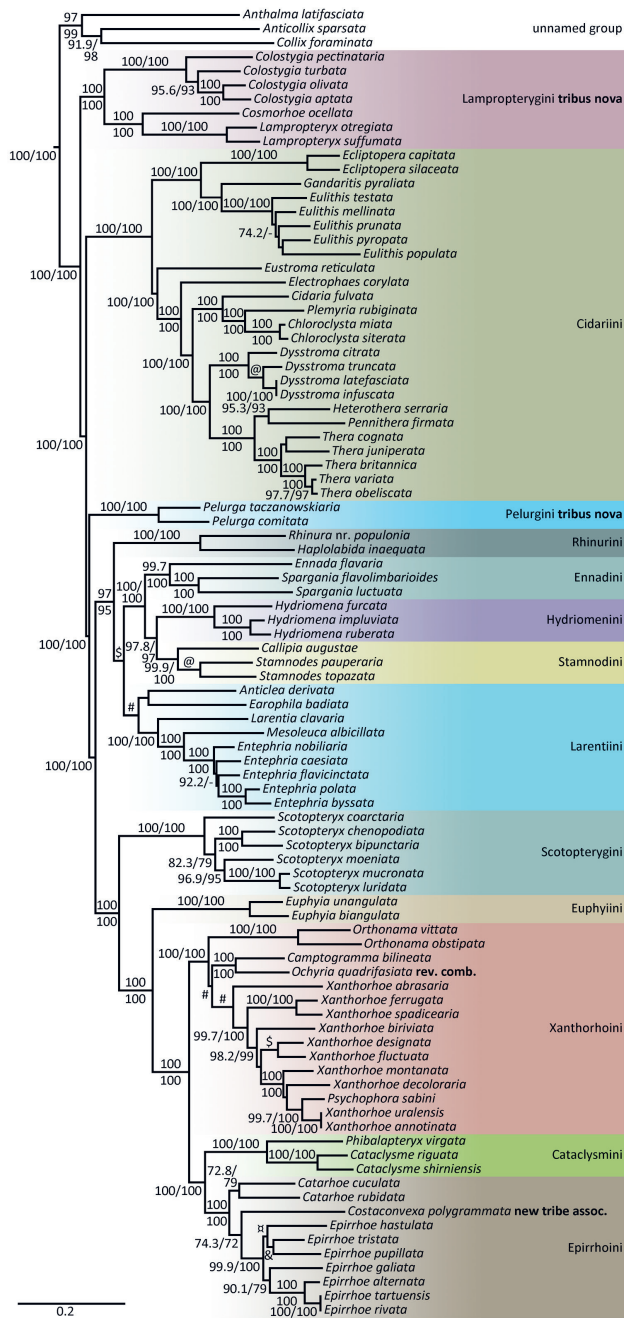 Anthalma latifasciata
97
99
Anticollix sparsata
unnamed group
91.9/
98
Collix foraminata
100/100
Colostygia pectinataria
Colostygia turbata
95.6/93
100
100
Colostygia olivata
Colostygia aptata
100
100
Lampropterygini tribus nova
Cosmorhoe ocellata
100
100
Lampropteryx otregiata
100/100
Lampropteryx suffumata
100/100
100/100
Ecliptopera capitata
Ecliptopera silaceata
Gandaritis pyraliata
100
100
100/100
Eulithis testata
Eulithis mellinata
Eulithis prunata
74.2/-
Eulithis pyropata
Eulithis populata
100/100
100/100
Eustroma reticulata
Electrophaes corylata
Cidaria fulvata
100
100
Plemyria rubiginata
Cidariini
100
100
100
100
Chloroclysta miata
Chloroclysta siterata
100/100
100
100
Dysstroma citrata
100/100
@
Dysstroma truncata
Dysstroma latefasciata
100/100
Dysstroma infuscata
95.3/93
Heterothera serraria
Pennithera firmata
100/100
100
100
Thera cognata
Thera juniperata
100
100
100
100
Thera britannica
Thera variata
97.7/97
Thera obeliscata
100/100
Pelurga taczanowskiaria
Pelurga comitata
Pelurgini tribus nova
100/100
Rhinura nr. populonia
Haplolabida inaequata
Rhinurini
97
95
99.7
100
Ennada flavaria
100/
100
100
100
Spargania flavolimbarioides
Spargania luctuata
Ennadini
100/100
100/100
Hydriomena furcata
100
100
Hydriomena impluviata
Hydriomena ruberata
Hydriomenini
$
97.8/
97
Callipia augustae
99.9/
100
@
Stamnodes pauperaria
Stamnodes topazata
Stamnodini
#
Anticlea derivata
Earophila badiata
Larentia clavaria
100/100
Mesoleuca albicillata
100
100
Entephria nobiliaria
Larentiini
Entephria caesiata
92.2/-
Entephria flavicinctata
100
100
Entephria polata
Entephria byssata
100/100
100/100
Scotopteryx coarctaria
100
100
Scotopteryx chenopodiata
Scotopteryx bipunctaria
82.3/79
Scotopteryx moeniata
Scotopterygini
96.9/95
100/100
Scotopteryx mucronata
Scotopteryx luridata
100
100
100/100
Euphyia unangulata
Euphyia biangulata
Euphyiini
100/100
Orthonama vittata
Orthonama obstipata
100/100
100
100
Camptogramma bilineata
Ochyria quadrifasiata rev. comb.
100
100
#
#
Xanthorhoe abrasaria
100/100
Xanthorhoe ferrugata
Xanthorhoe spadicearia
99.7/100
Xanthorhoe biriviata
Xanthorhoini
98.2/99
$
Xanthorhoe designata
Xanthorhoe fluctuata
100
100
Xanthorhoe montanata
Xanthorhoe decoloraria
100
100
Psychophora sabini
99.7/100
Xanthorhoe uralensis
100/100
Xanthorhoe annotinata
100/100
Phibalapteryx virgata
100/100
Cataclysme riguata
Cataclysme shirniensis
Cataclysmini
72.8/
79
Catarhoe cuculata
Catarhoe rubidata
100/100
100
100
Costaconvexa polygrammata new tribe assoc.
74.3/72
¤
Epirrhoe hastulata
Epirrhoe tristata
Epirrhoini
&
Epirrhoe pupillata
99.9/
100
Epirrhoe galiata
90.1/79
100
100
Epirrhoe alternata
Epirrhoe tartuensis
100/100
Epirrhoe rivata
0.2